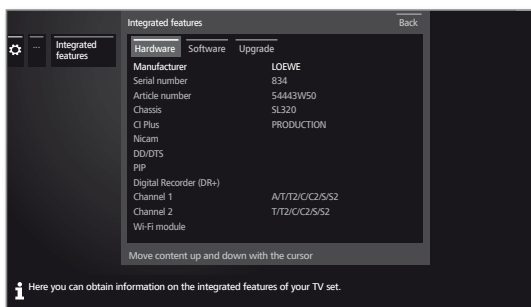 Integrated features Back
... Integrated features
Hardware Software Upgrade
Manufacturer LOEWE
Serial number 834
Article number 54443W50
Chassis SL320
CI Plus PRODUCTION
Nicam
DD/DTS
PIP
Digital Recorder (DR+)
Channel 1 A/T/T2/C/C2/S/S2
Channel 2 T/T2/C/C2/S/S2
Wi-Fi module
Move content up and down with the cursor
i Here you can obtain information on the integrated features of your TV set.